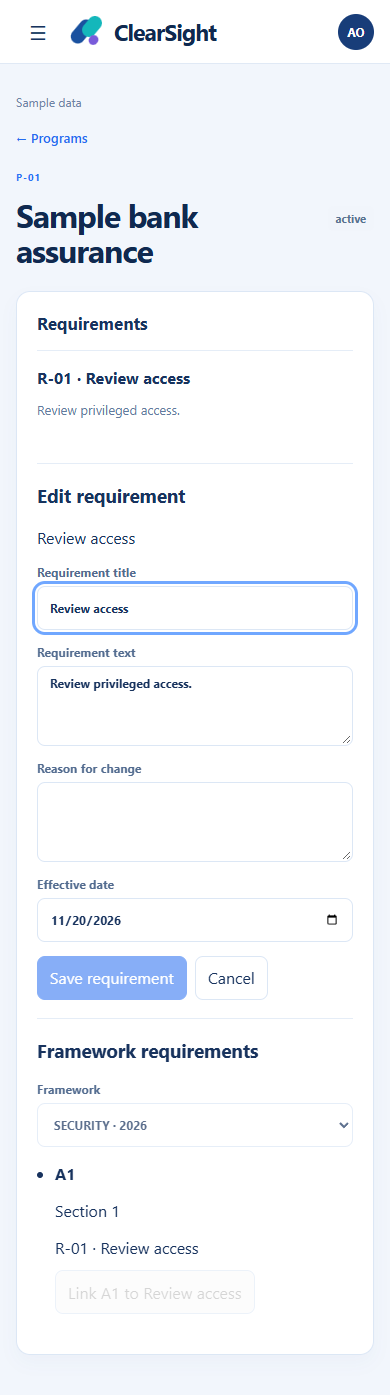 ClearSight
AO
Sample data
← Programs
P-01
Sample bank
assurance
active
Requirements
R-01 · Review access
Review privileged access.
Edit requirement
Review access
Requirement title
Review access
Requirement text
Review privileged access.
Reason for change
Effective date
11/20/2026
Save requirement
Cancel
Framework requirements
Framework
SECURITY · 2026
A1
Section 1
R-01 · Review access
Link A1 to Review access